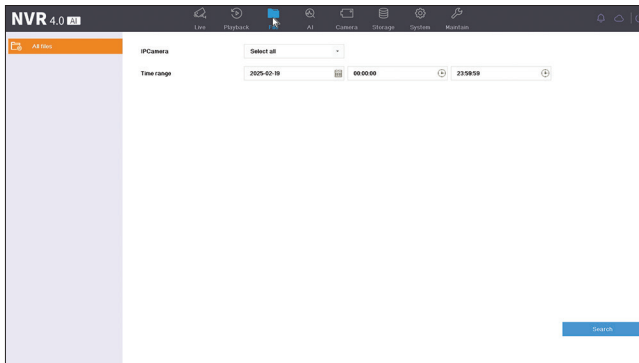 NVR 4.0 AI
Live Playback File AI Camera Storage System Maintain
All files
IPCamera Select all
Time range 2025-02-19 00:00:00 23:59:59
Search